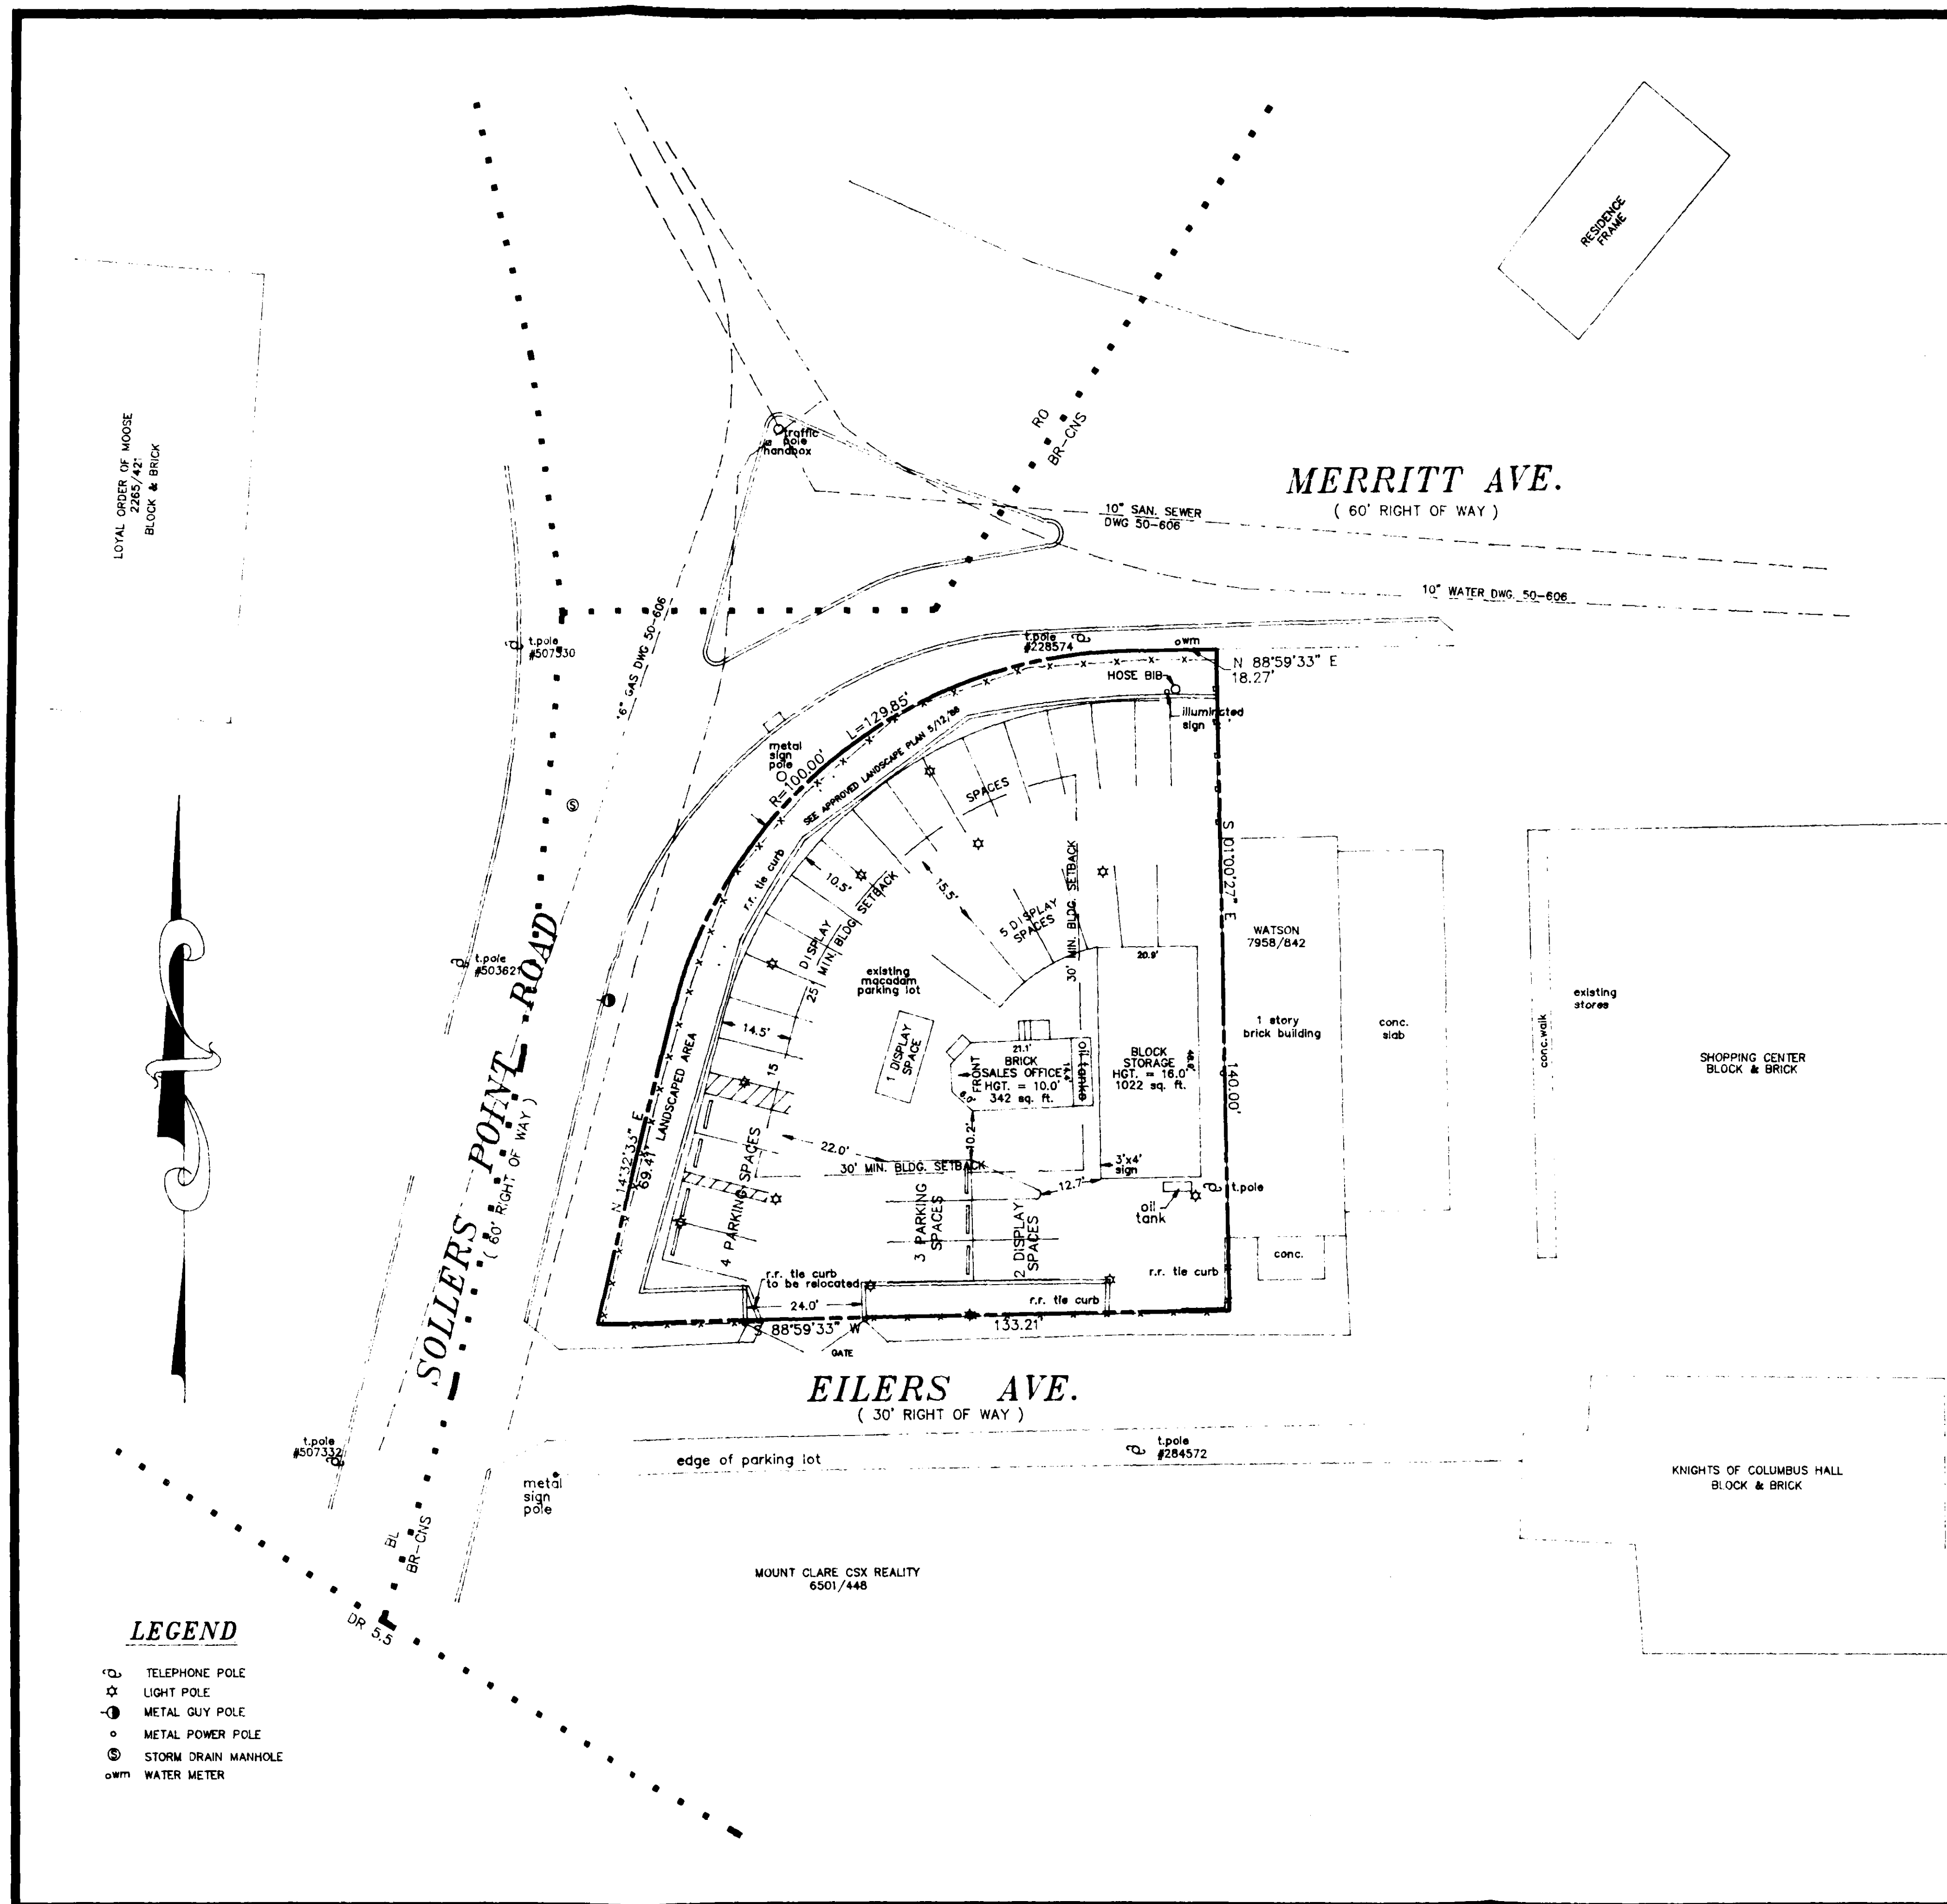 RESIDENCE
FRAME
LOYAL ORDER OF MOOSE
2265/421
BLOCK & BRICK
traffic
pole
handbox
RO
BR-CNS
MERRITT AVE.
( 60' RIGHT OF WAY )
10" SAN. SEWER
DWG 50-606
10" WATER DWG. 50-606
t.pole
#507330
6" GAS DWG 50-606
t.pole
#228574
owm
N 88°59'33" E
18.27'
HOSE BIB
illuminated
sign
L=129.85'
R=100.00'
metal
sign
pole
SEE APPROVED LANDSCAPE PLAN 5/12/88
SPACES
r.r. tie curb
10.5'
25' MIN. BLDG SETBACK
DISPLAY
15.5'
5 DISPLAY
SPACES
30' MIN. BLDG. SETBACK
S 01°00'27" E
140.00'
WATSON
7958/842
20.9'
t.pole
#503621
existing
macadam
parking lot
existing
stores
14.5'
15
1 DISPLAY
SPACE
21.1'
BRICK
SALES OFFICE
HGT. = 10.0'
342 sq. ft.
FRONT
6.0'
14.4'
oil tanks
BLOCK
STORAGE
HGT. = 16.0'
1022 sq. ft.
1 story
brick building
conc.
slab
conc.walk
SHOPPING CENTER
BLOCK & BRICK
SOLLERS POINT ROAD
( 60' RIGHT OF WAY )
N 14°32'33" E
69.41'
LANDSCAPED AREA
4 PARKING SPACES
22.0'
10.2'
30' MIN. BLDG. SETBACK
3'x4'
sign
12.7'
t.pole
oil
tank
3 PARKING
SPACES
2 DISPLAY
SPACES
conc.
r.r. tie curb
to be relocated
24.0'
r.r. tie curb
r.r. tie curb
S 88°59'33" W
133.21'
GATE
EILERS AVE.
( 30' RIGHT OF WAY )
t.pole
#507332
edge of parking lot
t.pole
#284572
metal
sign
pole
KNIGHTS OF COLUMBUS HALL
BLOCK & BRICK
BL
BR-CNS
MOUNT CLARE CSX REALITY
6501/448
DR 5.5
LEGEND
TELEPHONE POLE
LIGHT POLE
METAL GUY POLE
METAL POWER POLE
S STORM DRAIN MANHOLE
owm WATER METER